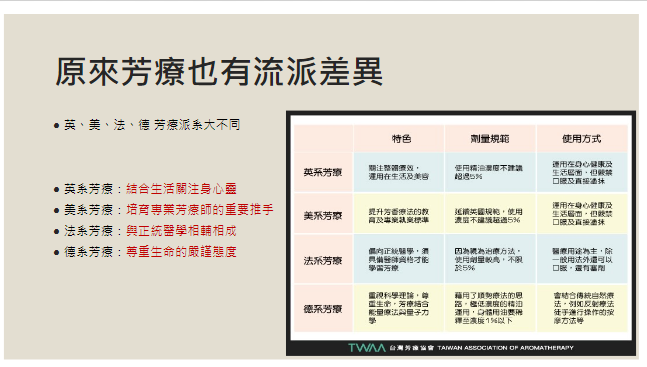 原來芳療也有流派差異
● 英、美、法、德 芳療派系大不同
● 英系芳療：結合生活關注身心靈
● 美系芳療：培育專業芳療師的重要推手
● 法系芳療：與正統醫學相輔相成
● 德系芳療：尊重生命的嚴謹態度
特色
劑量規範
使用方式
英系芳療
關注整體療效，
運用在生活及美容
使用精油濃度不建議
超過5%
運用在身心健康及
生活層面，但嚴禁
口服及直接塗抹
美系芳療
提升芳香療法的教
育及專業執業標準
延續英國規範，使用
濃度不建議超過5%
運用在身心健康及
生活層面，但嚴禁
口服及直接塗抹
法系芳療
偏向正統醫學，須
具備醫師資格才能
學習芳療
因為視為治療方法，
使用劑量較高，不限
於5%
醫療用途為主，除
一般用法外還可以
口服，還有塞劑
德系芳療
重視科學理論，尊
重生命，芳療結合
能量療法與量子力
學
藉用了順勢療法的思
路，極低濃度的精油
運用，身體用油要稀
釋至濃度1%以下
會結合傳統自然療
法，例如反射療法
徒手進行操作的按
摩方法等
TWAA 台灣芳療協會 TAIWAN ASSOCIATION OF AROMATHERAPY